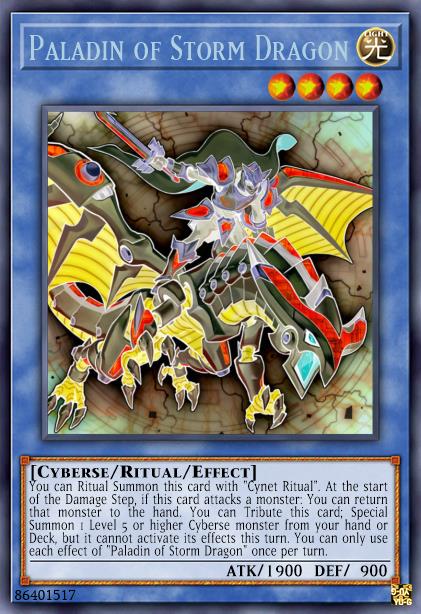 PALADIN OF STORM DRAGON
LIGHT
光
[CYBERSE/RITUAL/EFFECT]
You can Ritual Summon this card with "Cynet Ritual". At the start
of the Damage Step, if this card attacks a monster: You can return
that monster to the hand. You can Tribute this card; Special
Summon 1 Level 5 or higher Cyberse monster from your hand or
Deck, but it cannot activate its effects this turn. You can only use
each effect of "Paladin of Storm Dragon" once per turn.
ATK/1900 DEF/ 900
86401517